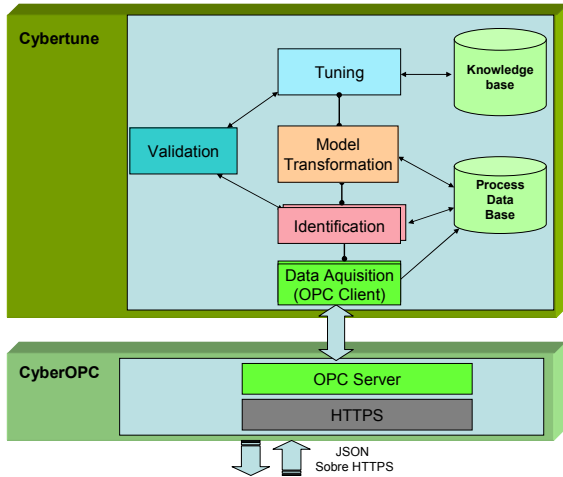 Cybertune
Tuning
Knowledge
base
Validation
Model
Transformation
Process
Data
Base
Identification
Data Aquisition
(OPC Client)
CyberOPC
OPC Server
HTTPS
JSON
Sobre HTTPS